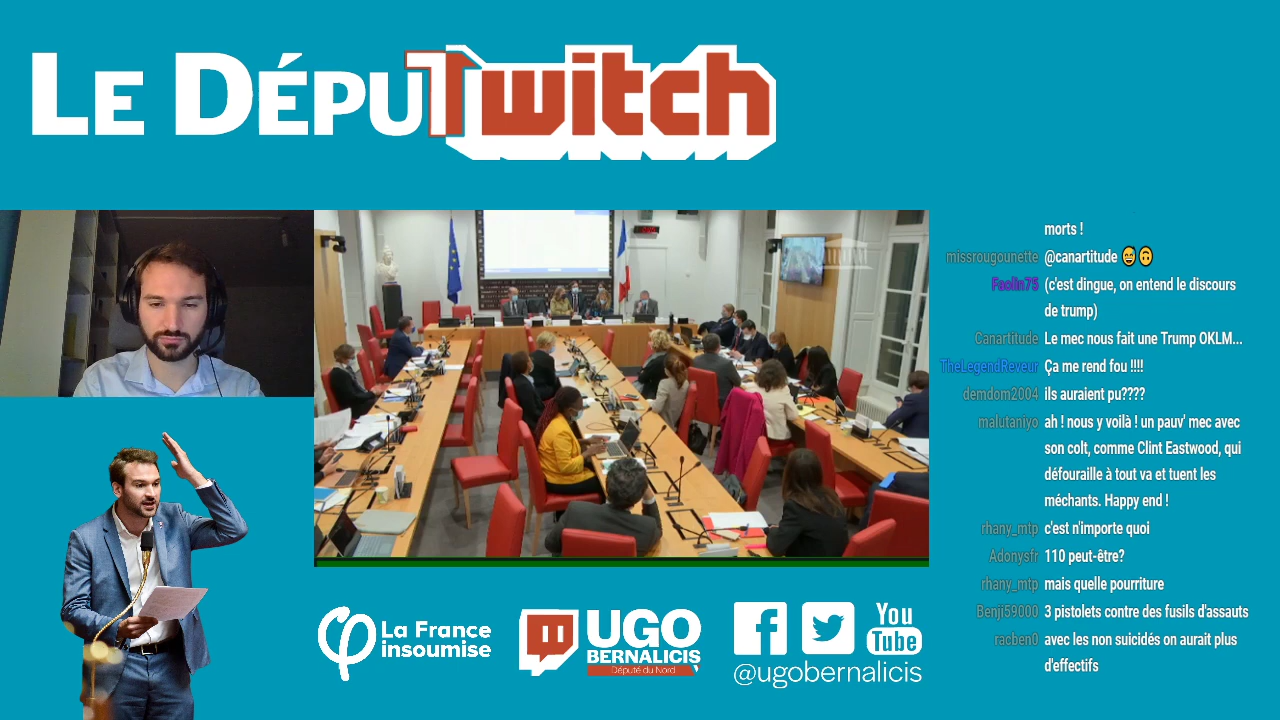 LE DÉPUTwitch
morts !
missrougounette @canartitude
Faolin75 (c'est dingue, on entend le discours
de trump)
Canartitude Le mec nous fait une Trump OKLM...
TheLegendReveur Ça me rend fou !!!!
demdom2004 ils auraient pu????
malutaniyo ah ! nous y voilà ! un pauv' mec avec
son colt, comme Clint Eastwood, qui
défouraille à tout va et tuent les
méchants. Happy end !
rhany_mtp c'est n'importe quoi
Adonysfr 110 peut-être?
rhany_mtp mais quelle pourriture
Benji59000 3 pistolets contre des fusils d'assauts
racben0 avec les non suicidés on aurait plus
d'effectifs
La France
insoumise
UGO
BERNALICIS
Député du Nord
You
Tube
@ugobernalicis